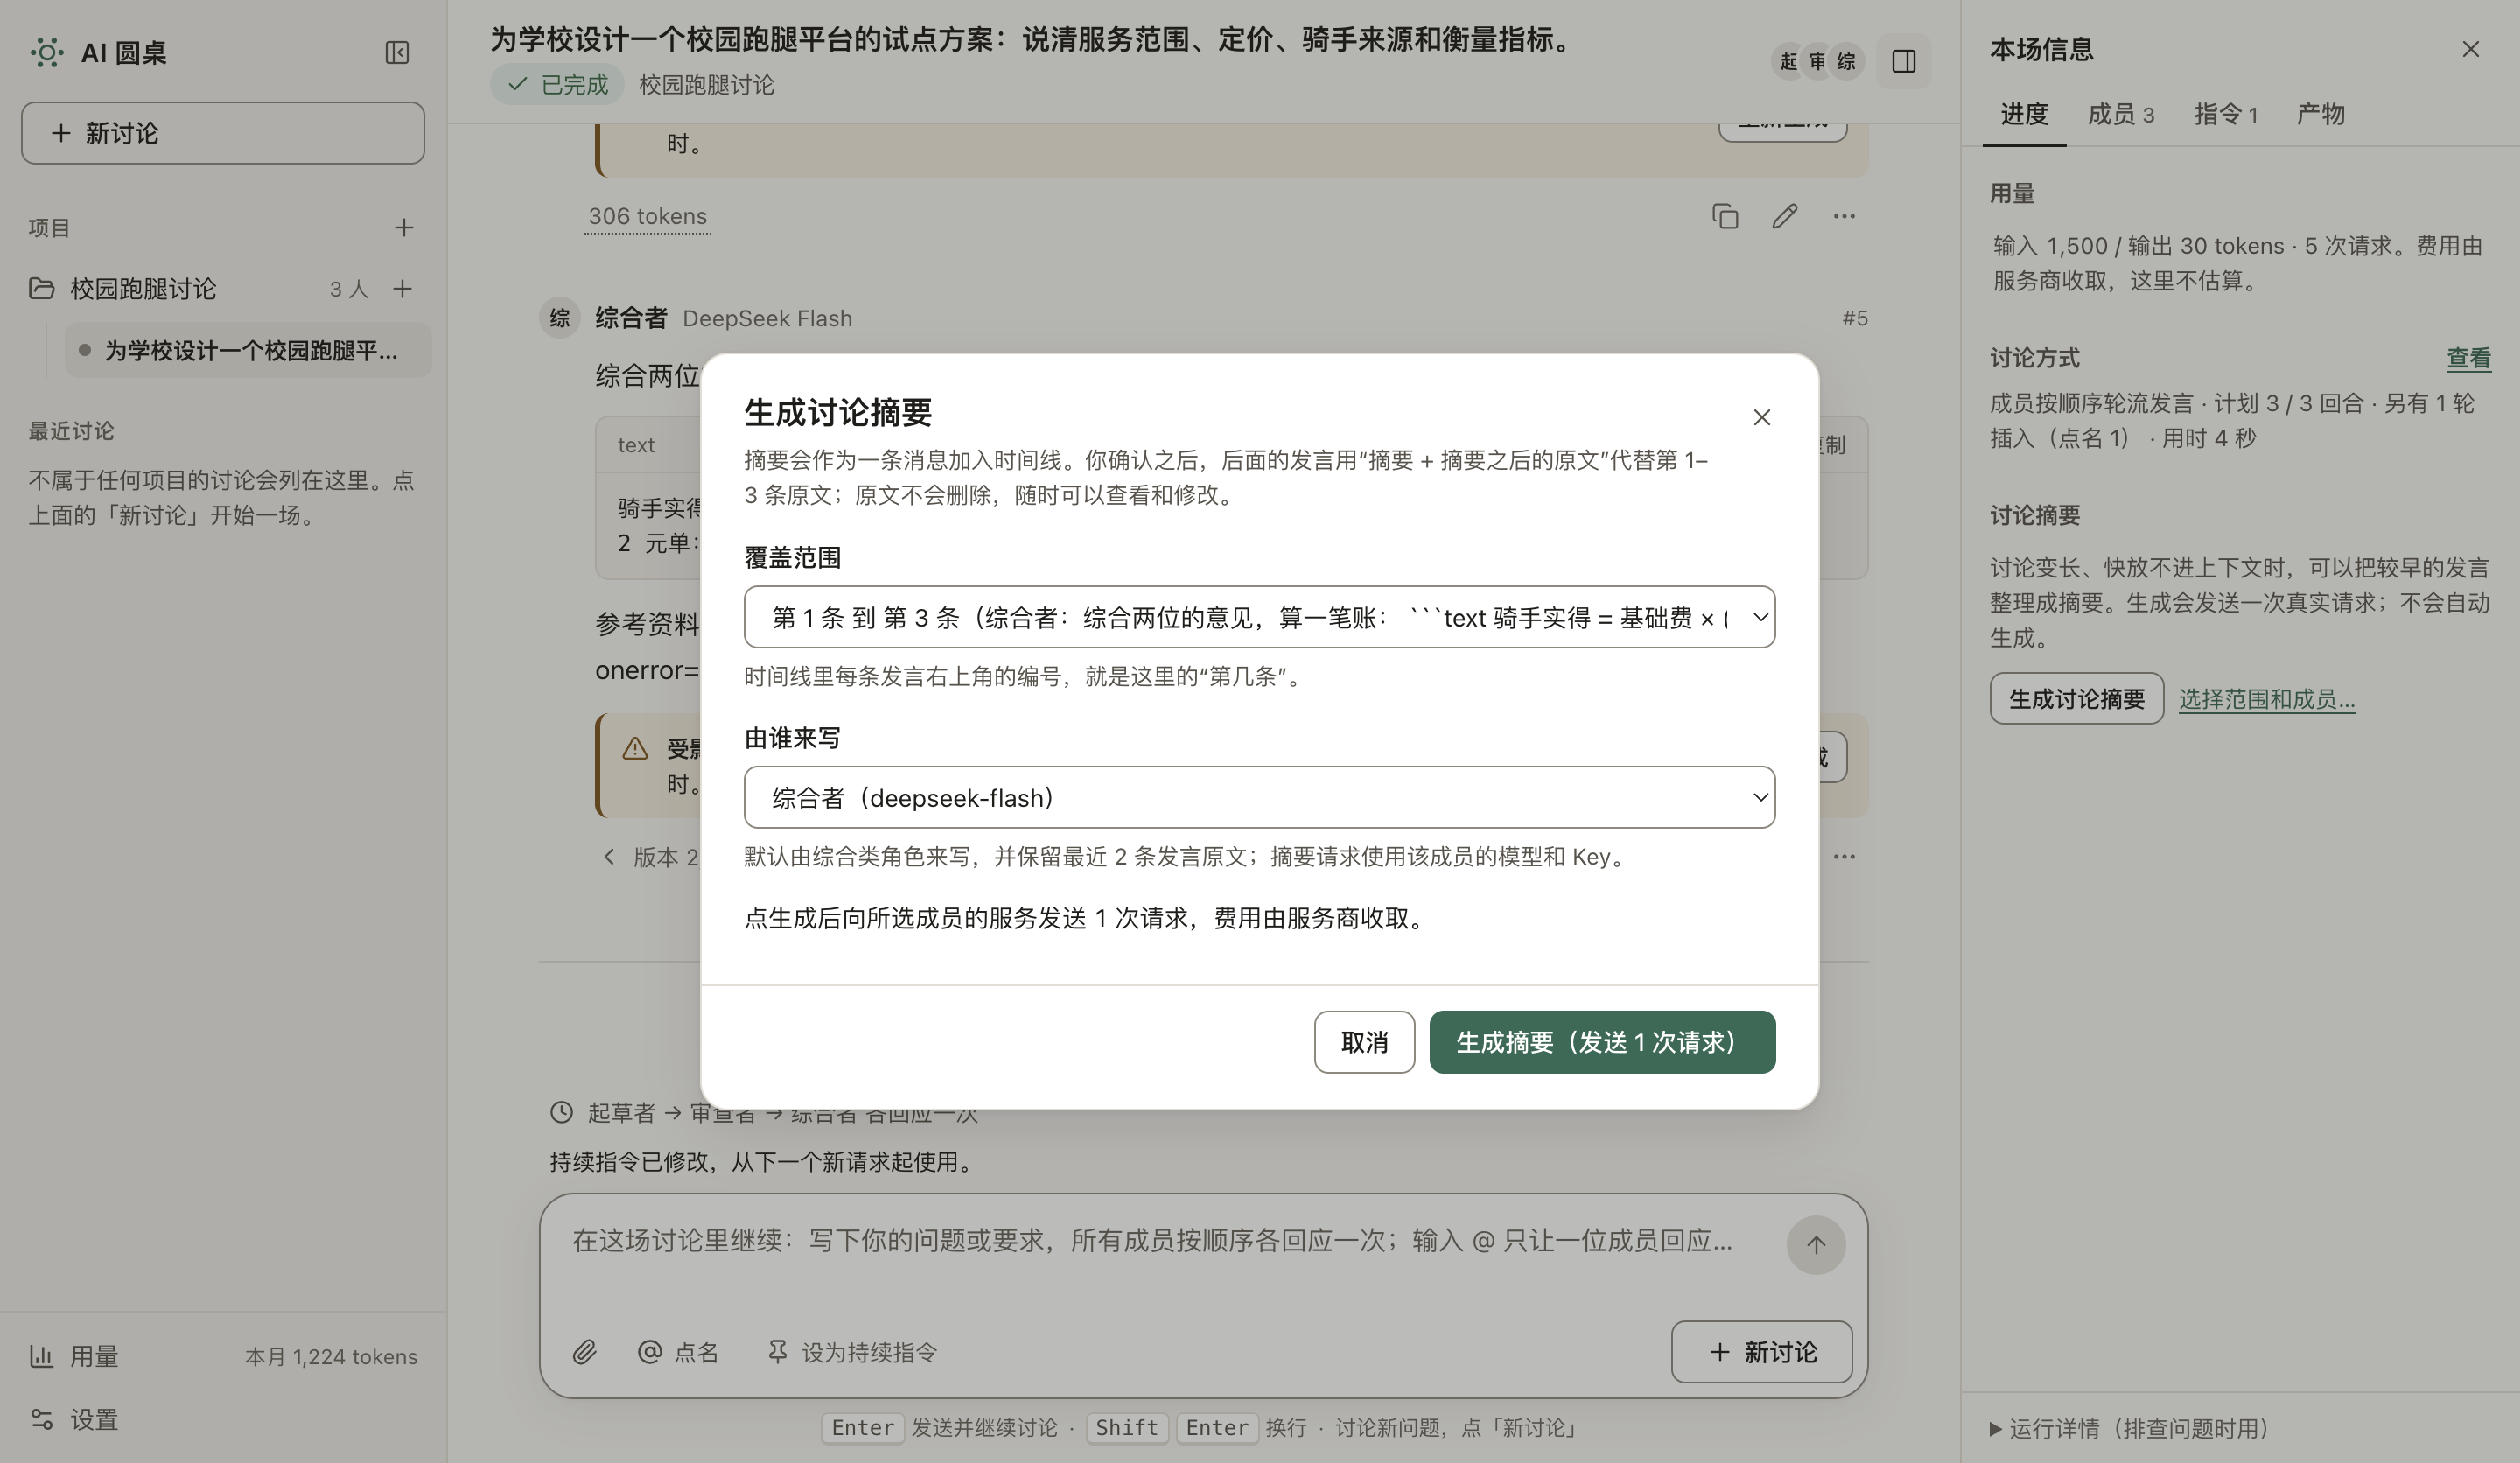 AI 圆桌
新讨论
项目
校园跑腿讨论 3 人
为学校设计一个校园跑腿平...
最近讨论
不属于任何项目的讨论会列在这里。点
上面的「新讨论」开始一场。
用量 本月 1,224 tokens
设置
为学校设计一个校园跑腿平台的试点方案：说清服务范围、定价、骑手来源和衡量指标。
已完成 校园跑腿讨论
起 审 综
时。
306 tokens
综 综合者 DeepSeek Flash #5
综合两位
text 制
骑手实得
2 元单：
参考资料
onerror=
受影
时。
版本 2
生成讨论摘要
摘要会作为一条消息加入时间线。你确认之后，后面的发言用“摘要 + 摘要之后的原文”代替第 1–
3 条原文；原文不会删除，随时可以查看和修改。
覆盖范围
第 1 条 到 第 3 条（综合者：综合两位的意见，算一笔账： ```text 骑手实得 = 基础费 × (
时间线里每条发言右上角的编号，就是这里的“第几条”。
由谁来写
综合者（deepseek-flash）
默认由综合类角色来写，并保留最近 2 条发言原文；摘要请求使用该成员的模型和 Key。
点生成后向所选成员的服务发送 1 次请求，费用由服务商收取。
取消 生成摘要（发送 1 次请求）
起草者 → 审查者 → 综合者 各回应一次
持续指令已修改，从下一个新请求起使用。
在这场讨论里继续：写下你的问题或要求，所有成员按顺序各回应一次；输入 @ 只让一位成员回应...
点名 设为持续指令 新讨论
Enter 发送并继续讨论 · Shift Enter 换行 · 讨论新问题，点「新讨论」
本场信息
进度 成员 3 指令 1 产物
用量
输入 1,500 / 输出 30 tokens · 5 次请求。费用由
服务商收取，这里不估算。
讨论方式 查看
成员按顺序轮流发言 · 计划 3 / 3 回合 · 另有 1 轮
插入（点名 1） · 用时 4 秒
讨论摘要
讨论变长、快放不进上下文时，可以把较早的发言
整理成摘要。生成会发送一次真实请求；不会自动
生成。
生成讨论摘要 选择范围和成员...
运行详情（排查问题时用）